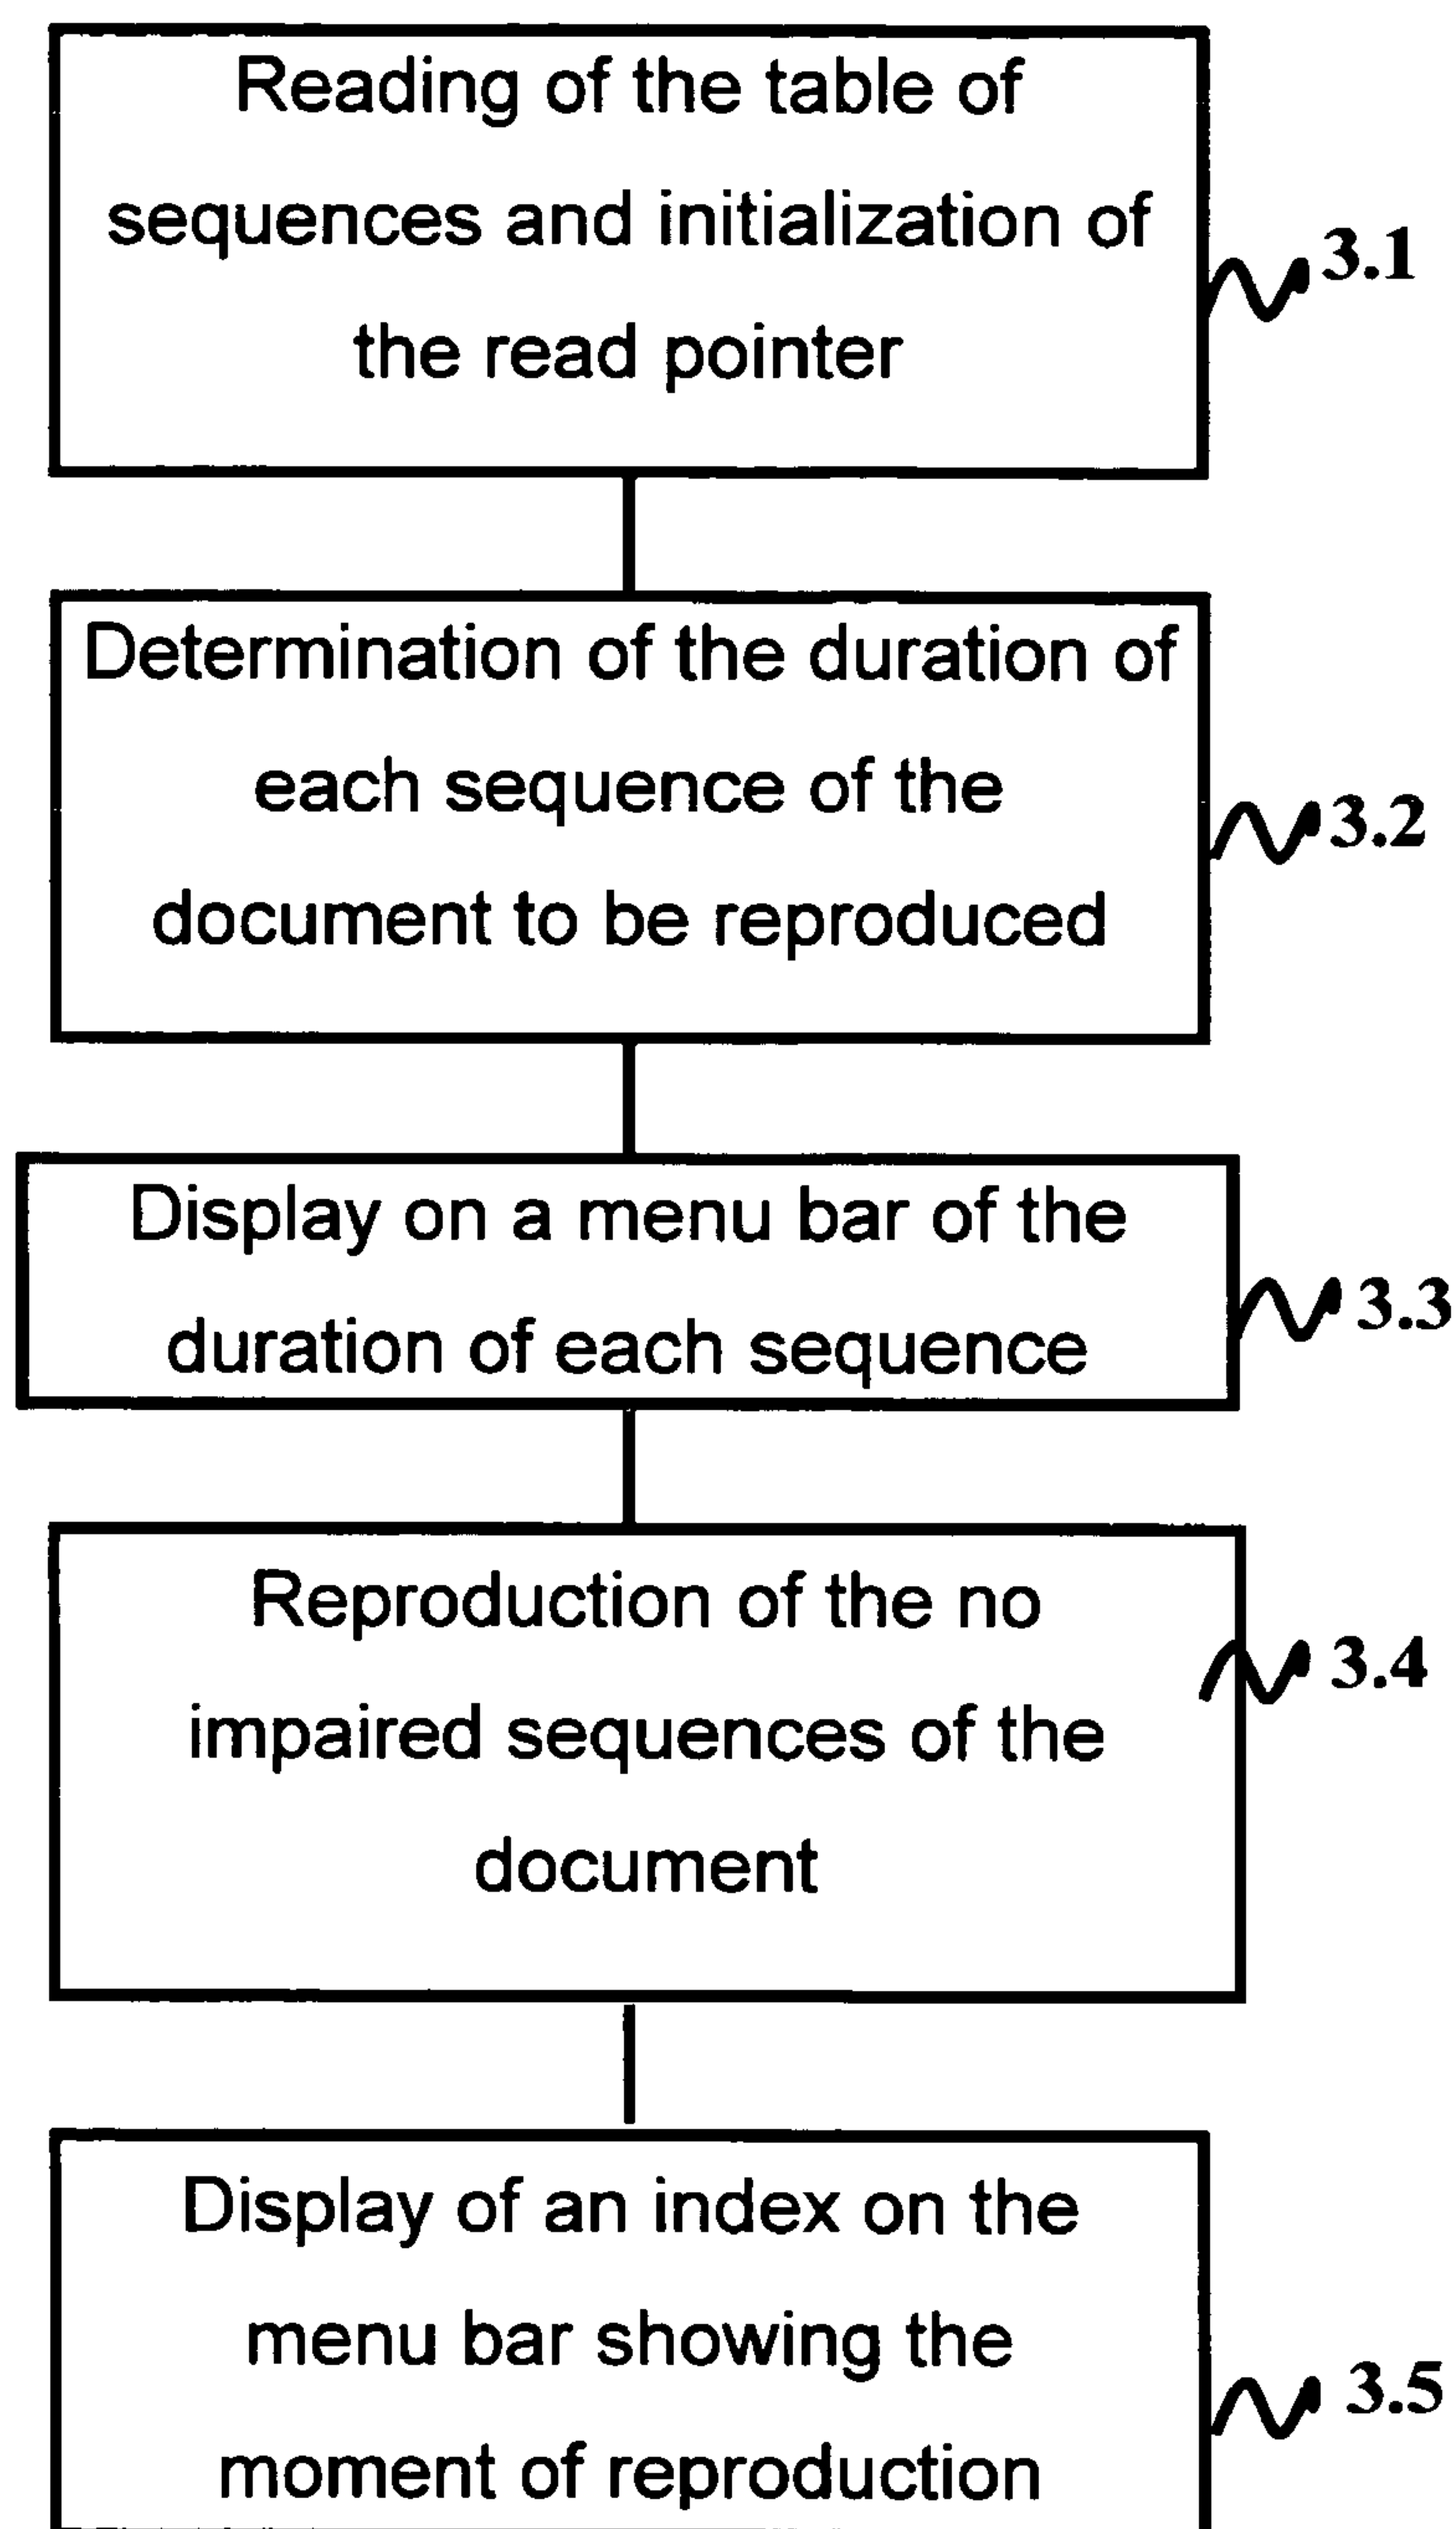 Reading of the table of
sequences and initialization of
the read pointer
3.1
Determination of the duration of
each sequence of the
document to be reproduced
3.2
Display on a menu bar of the
duration of each sequence
3.3
Reproduction of the no
impaired sequences of the
document
3.4
Display of an index on the
menu bar showing the
moment of reproduction
3.5